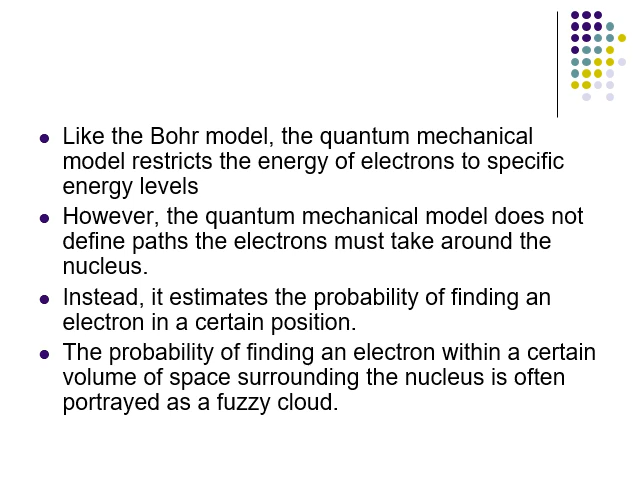 Like the Bohr model, the quantum mechanical
model restricts the energy of electrons to specific
energy levels
However, the quantum mechanical model does not
define paths the electrons must take around the
nucleus.
Instead, it estimates the probability of finding an
electron in a certain position.
The probability of finding an electron within a certain
volume of space surrounding the nucleus is often
portrayed as a fuzzy cloud.